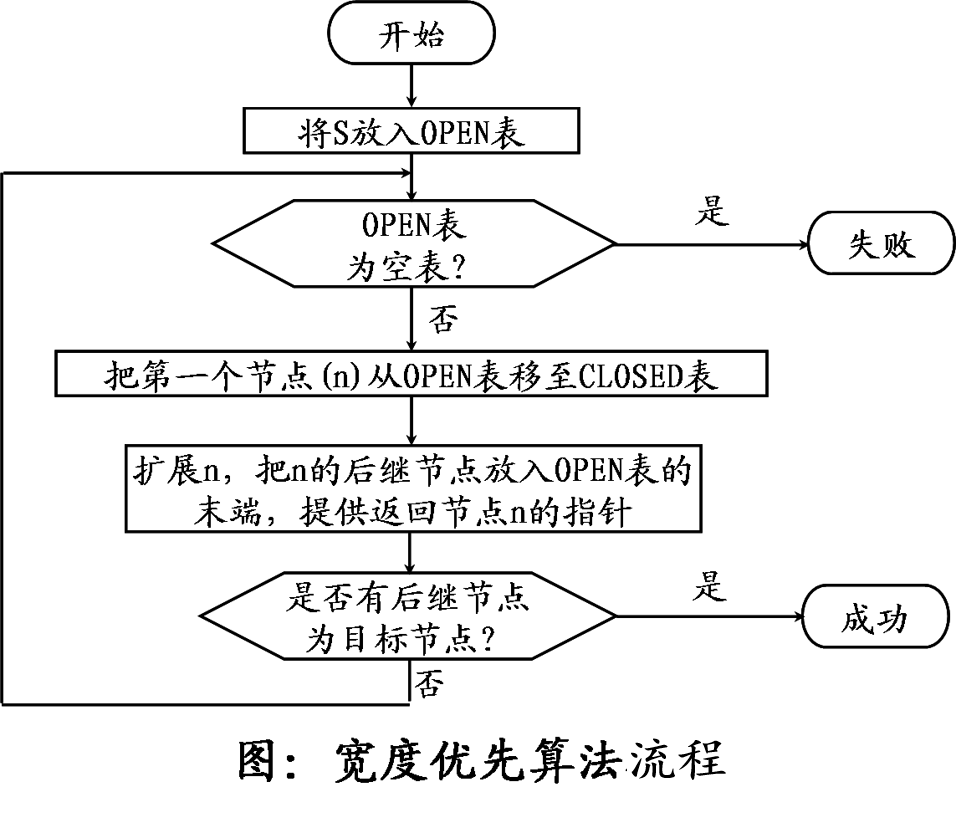 开始
将S放入OPEN表
OPEN表
为空表?
是
失败
否
把第一个节点(n)从OPEN表移至CLOSED表
扩展n，把n的后继节点放入OPEN表的
末端，提供返回节点n的指针
是否有后继节点
为目标节点?
是
成功
否
图：宽度优先算法流程